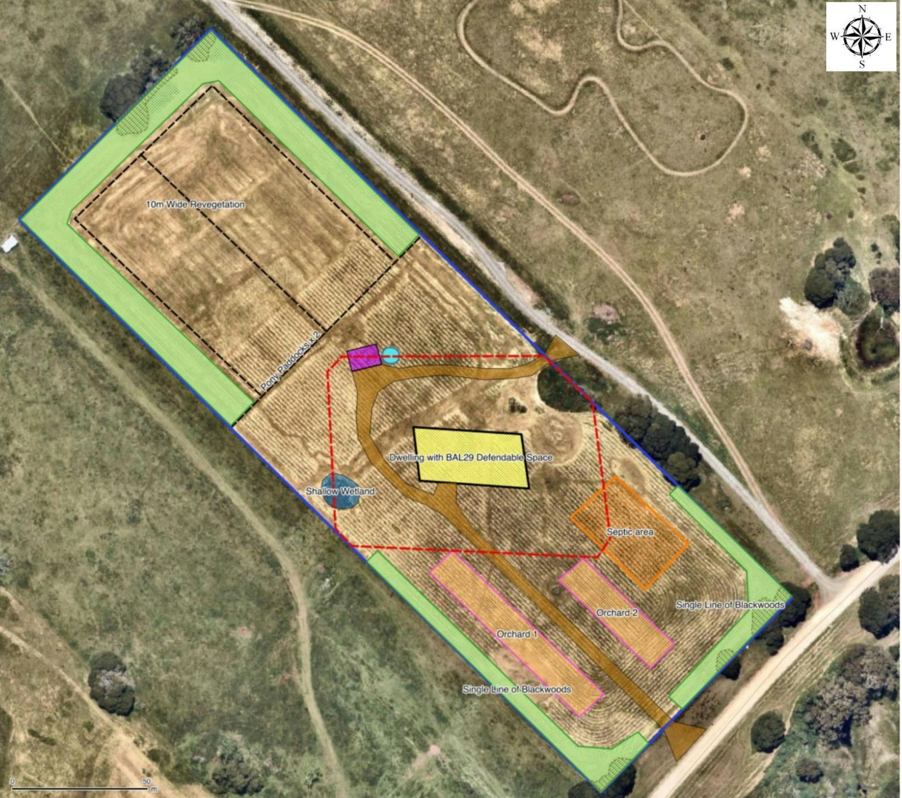 N
W E
S
10m Wide Revegetation
Pony Paddocks x 2
Dwelling with BAL29 Defendable Space
Shallow Wetland
Septic area
Single Line of Blackwoods
Orchard 2
Orchard 1
Single Line of Blackwoods
0 50
m